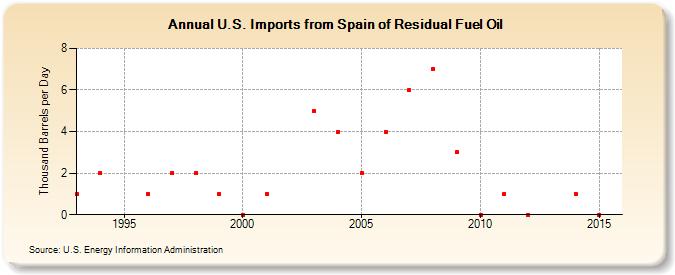 Annual U.S. Imports from Spain of Residual Fuel Oil
Thousand Barrels per Day
8
6
4
2
0
1995 2000 2005 2010 2015
Source: U.S. Energy Information Administration